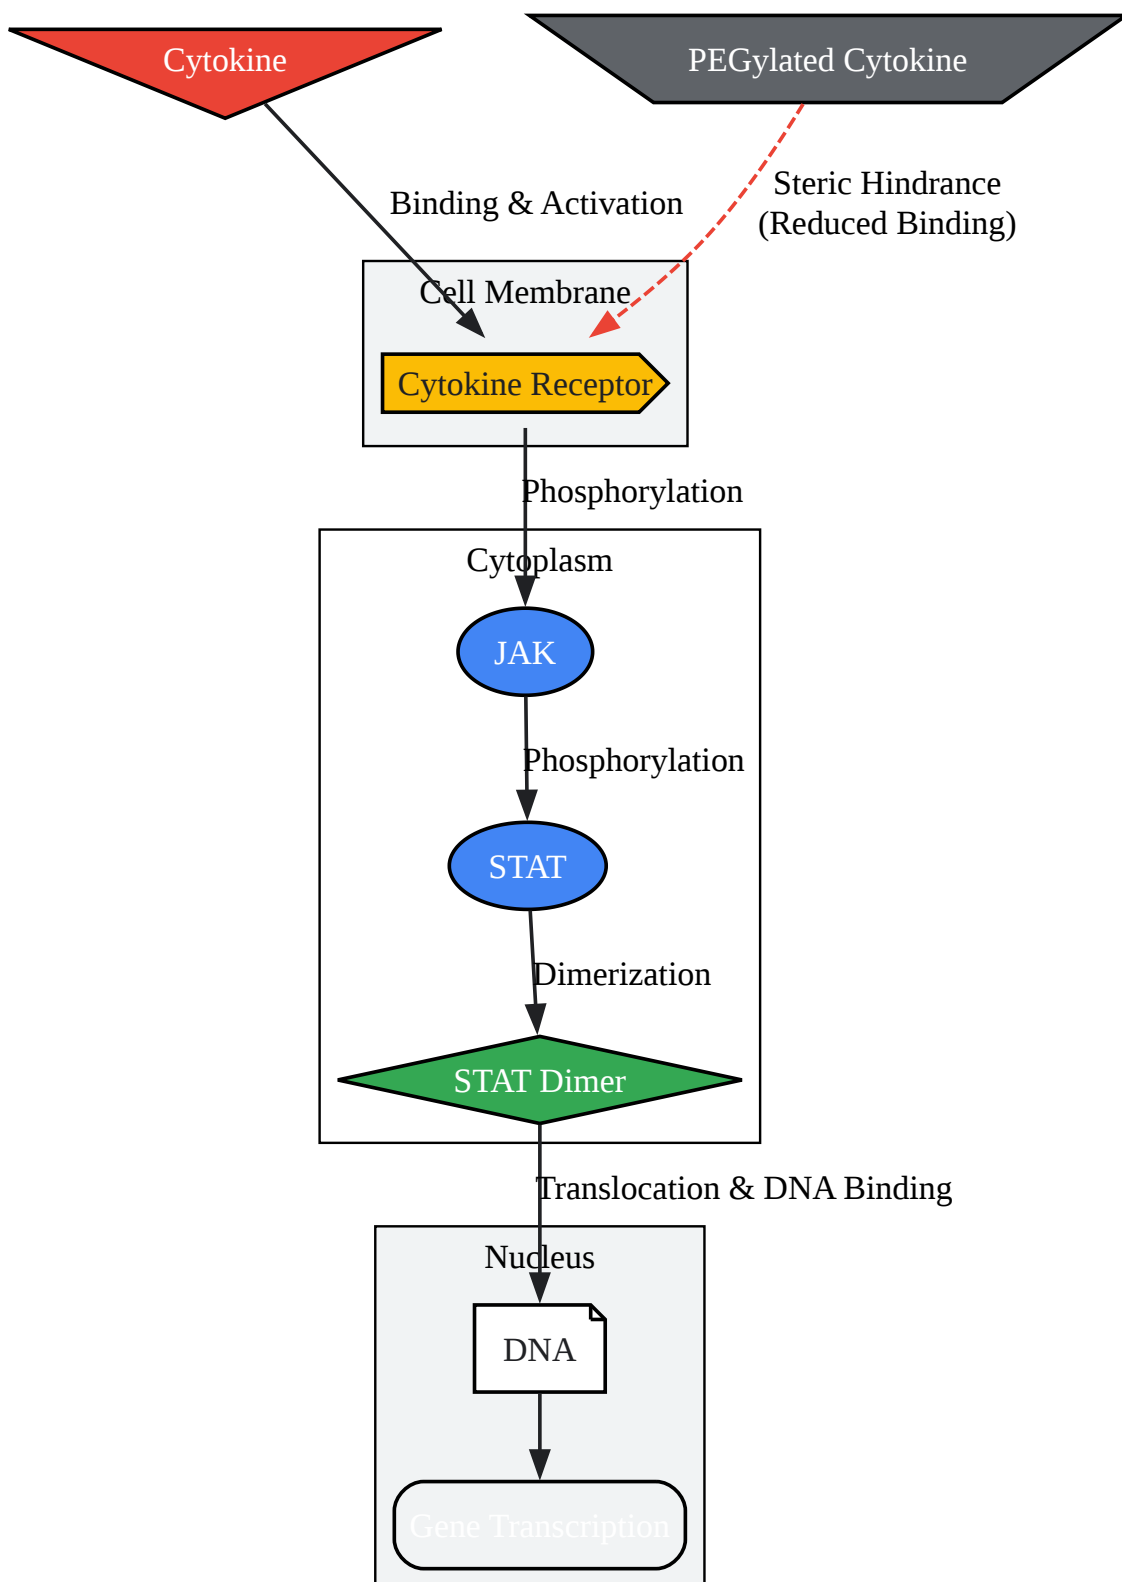 Cytokine
PEGylated Cytokine
Binding & Activation
Steric Hindrance
(Reduced Binding)
Cell Membrane
Cytokine Receptor
Phosphorylation
Cytoplasm
JAK
Phosphorylation
STAT
Dimerization
STAT Dimer
Translocation & DNA Binding
Nucleus
DNA
Gene Transcription